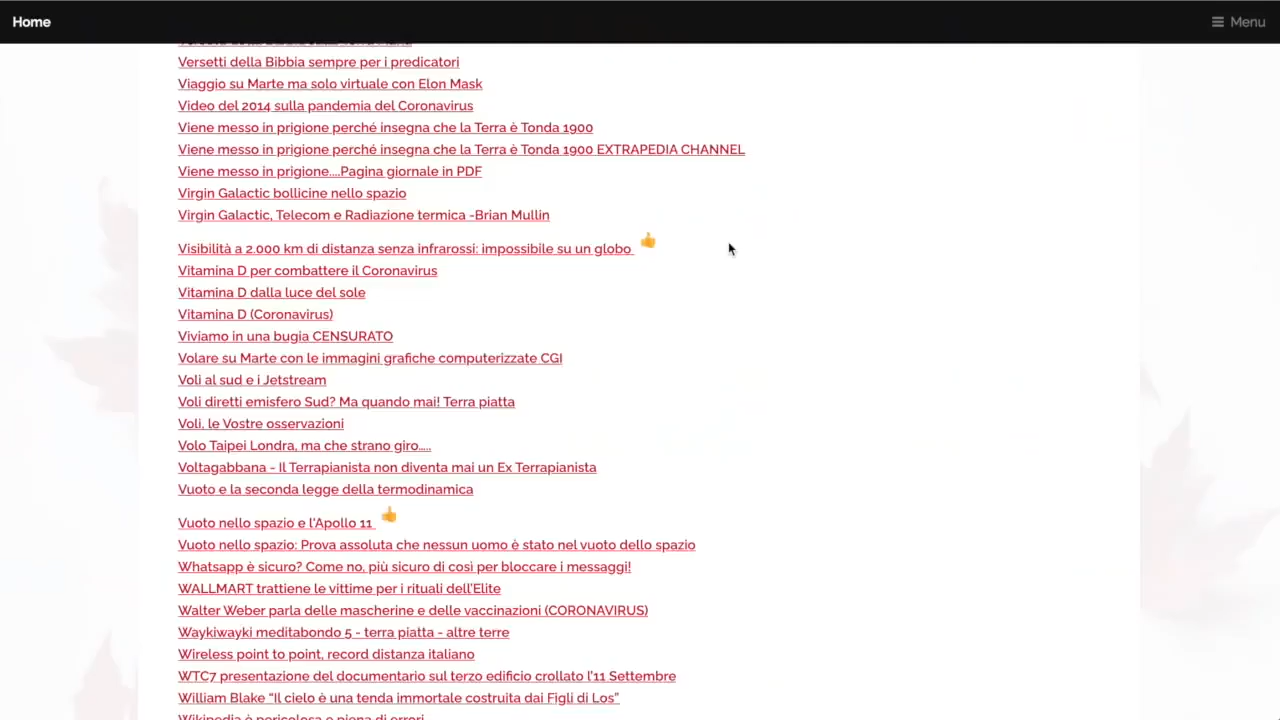 Home
Menu
Versetti della Bibbia sempre per i predicatori
Viaggio su Marte ma solo virtuale con Elon Mask
Video del 2014 sulla pandemia del Coronavirus
Viene messo in prigione perché insegna che la Terra è Tonda 1900
Viene messo in prigione perché insegna che la Terra è Tonda 1900 EXTRAPEDIA CHANNEL
Viene messo in prigione....Pagina giornale in PDF
Virgin Galactic bollicine nello spazio
Virgin Galactic, Telecom e Radiazione termica -Brian Mullin
Visibilità a 2.000 km di distanza senza infrarossi: impossibile su un globo
Vitamina D per combattere il Coronavirus
Vitamina D dalla luce del sole
Vitamina D (Coronavirus)
Viviamo in una bugia CENSURATO
Volare su Marte con le immagini grafiche computerizzate CGI
Voli al sud e i Jetstream
Voli diretti emisfero Sud? Ma quando mai! Terra piatta
Voli, le Vostre osservazioni
Volo Taipei Londra, ma che strano giro.....
Voltagabbana - Il Terrapianista non diventa mai un Ex Terrapianista
Vuoto e la seconda legge della termodinamica
Vuoto nello spazio e l'Apollo 11
Vuoto nello spazio: Prova assoluta che nessun uomo è stato nel vuoto dello spazio
Whatsapp è sicuro? Come no, più sicuro di così per bloccare i messaggi!
WALLMART trattiene le vittime per i rituali dell'Elite
Walter Weber parla delle mascherine e delle vaccinazioni (CORONAVIRUS)
Waykiwayki meditabondo 5 - terra piatta - altre terre
Wireless point to point, record distanza italiano
WTC7 presentazione del documentario sul terzo edificio crollato l'11 Settembre
William Blake “Il cielo è una tenda immortale costruita dai Figli di Los”
Wikipedia è pericolosa e piena di errori